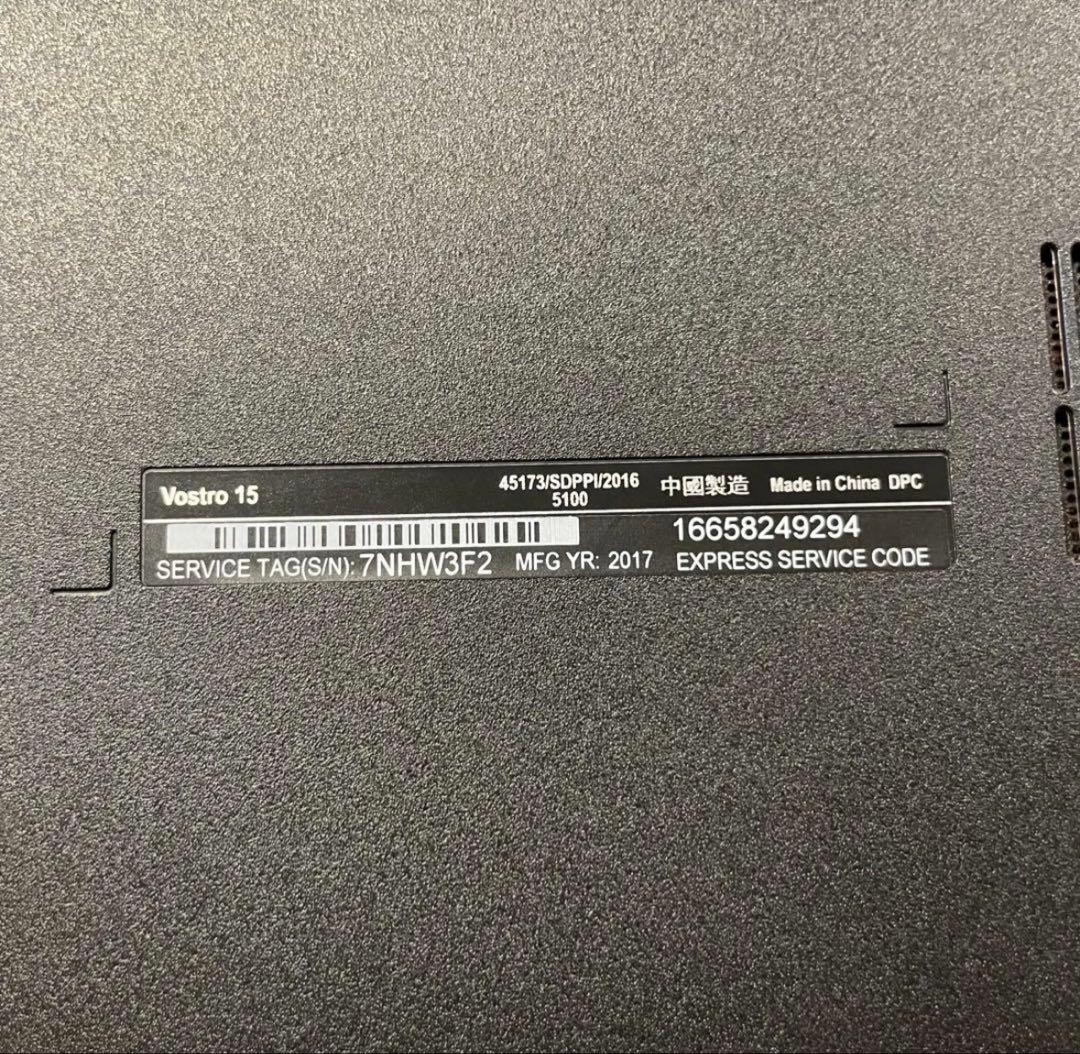 Vostro 15 45173/SDPPI/2016 中國製造 Made in China DPC
5100
16658249294
SERVICE TAG(S/N): 7NHW3F2 MFG YR: 2017 EXPRESS SERVICE CODE